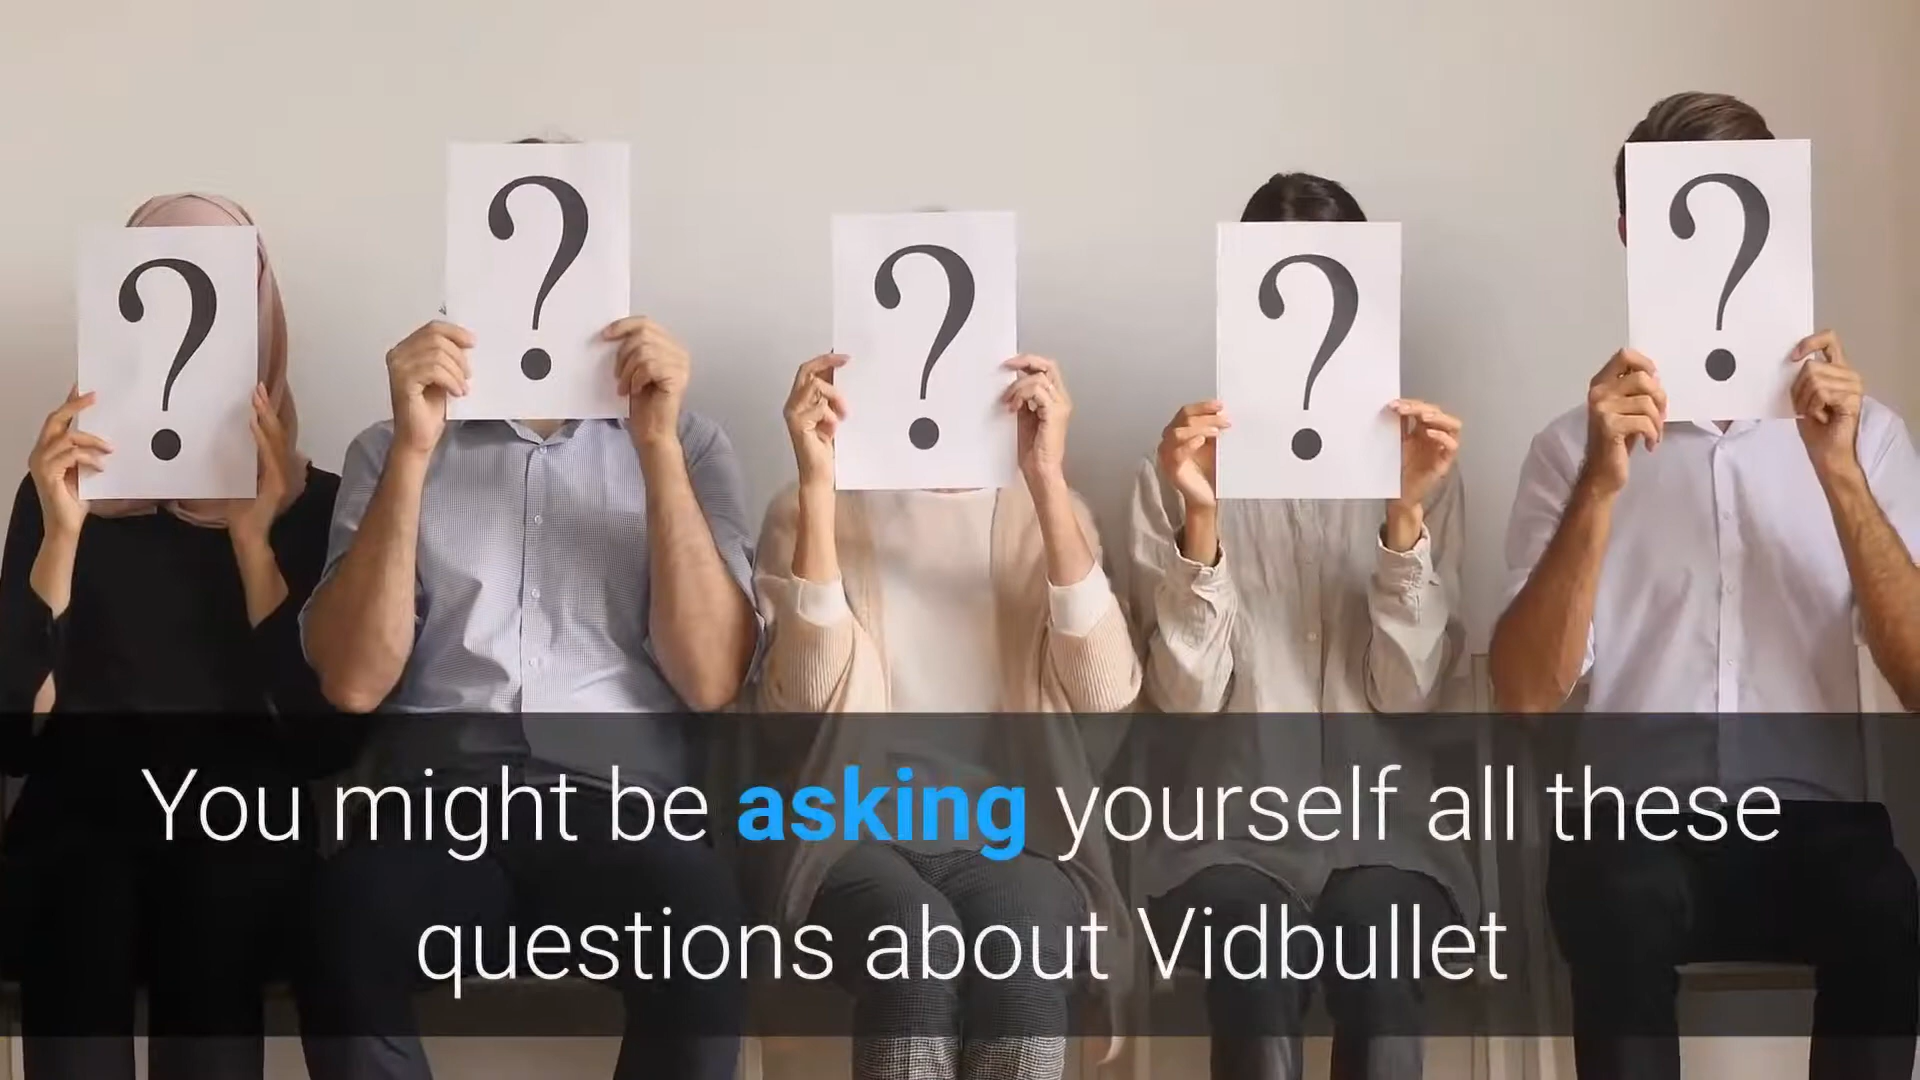 ? ? ? ? ?
You might be asking yourself all these
questions about Vidbullet